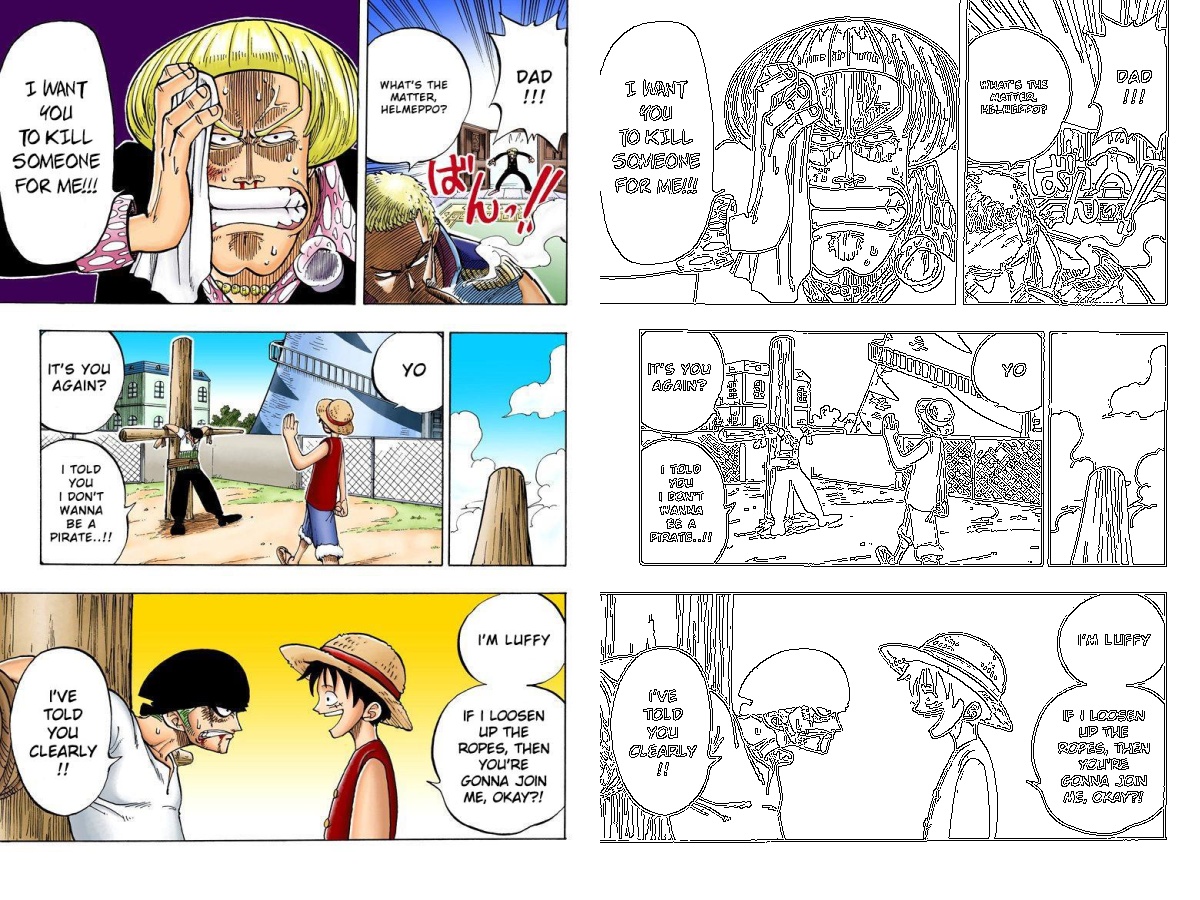 I WANT
YOU
TO KILL
SOMEONE
FOR ME!!!
WHAT'S THE
MATTER,
HELMEPPO?
DAD
!!!
ばんっ!!
IT'S YOU
AGAIN?
I TOLD
YOU
I DON'T
WANNA
BE A
PIRATE..!!
YO
I'VE
TOLD
YOU
CLEARLY
!!
I'M LUFFY
IF I LOOSEN
UP THE
ROPES, THEN
YOU'RE
GONNA JOIN
ME, OKAY?!
I WANT
YOU
TO KILL
SOMEONE
FOR ME!!!
WHAT'S THE
MATTER,
HELMEPPO?
DAD
!!!
ばんっ!!
IT'S YOU
AGAIN?
I TOLD
YOU
I DON'T
WANNA
BE A
PIRATE..!!
YO
I'VE
TOLD
YOU
CLEARLY
!!
I'M LUFFY
IF I LOOSEN
UP THE
ROPES, THEN
YOU'RE
GONNA JOIN
ME, OKAY?!